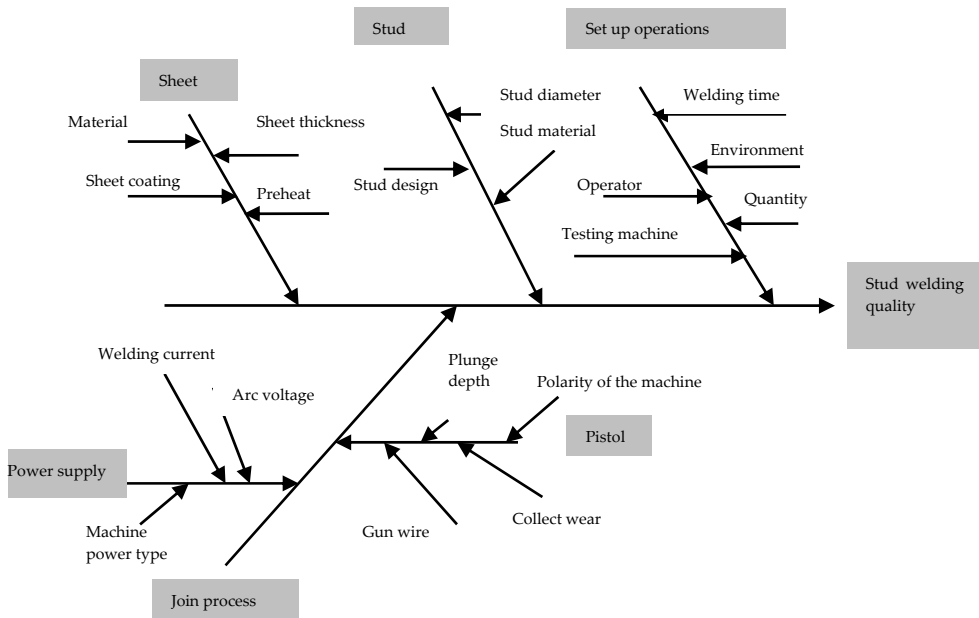 Stud
Set up operations
Sheet
Stud diameter
Welding time
Material
Sheet thickness
Stud material
Environment
Sheet coating
Preheat
Stud design
Operator
Quantity
Testing machine
Stud welding
quality
Welding current
Plunge
depth
Arc voltage
Polarity of the machine
Pistol
Power supply
Machine
power type
Gun wire
Collect wear
Join process